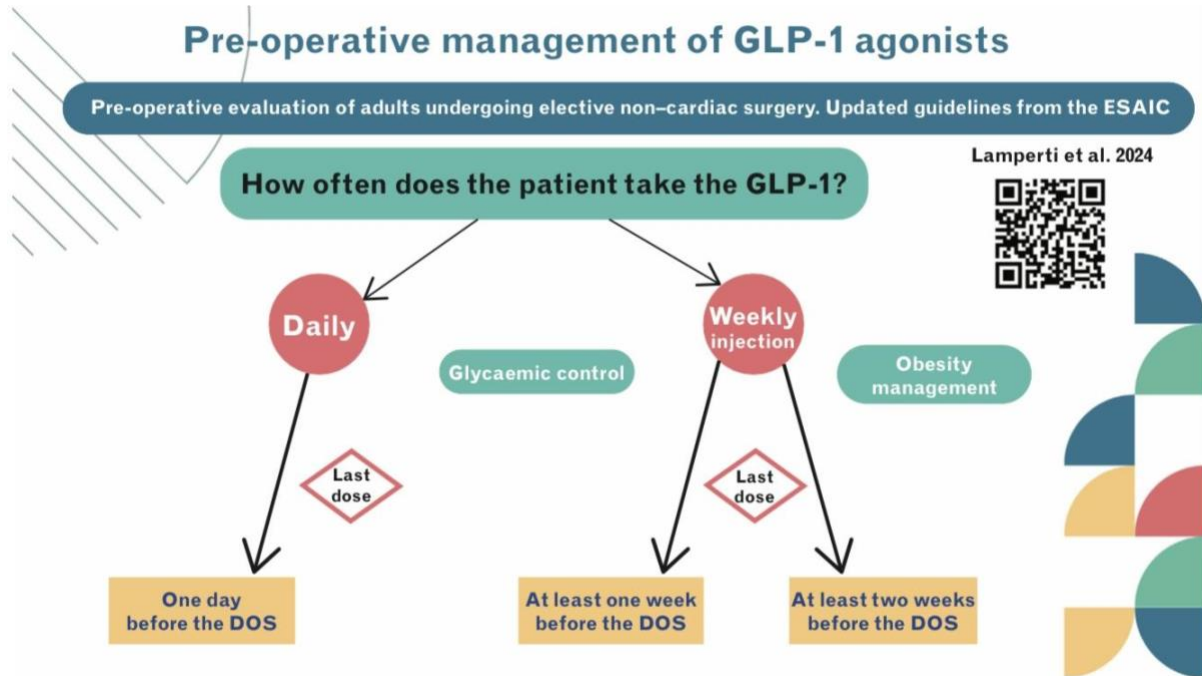 Pre-operative management of GLP-1 agonists
Pre-operative evaluation of adults undergoing elective non–cardiac surgery. Updated guidelines from the ESAIC
Lamperti et al. 2024
How often does the patient take the GLP-1?
Daily
Weekly
injection
Glycaemic control
Obesity
management
Last
dose
Last
dose
One day
before the DOS
At least one week
before the DOS
At least two weeks
before the DOS